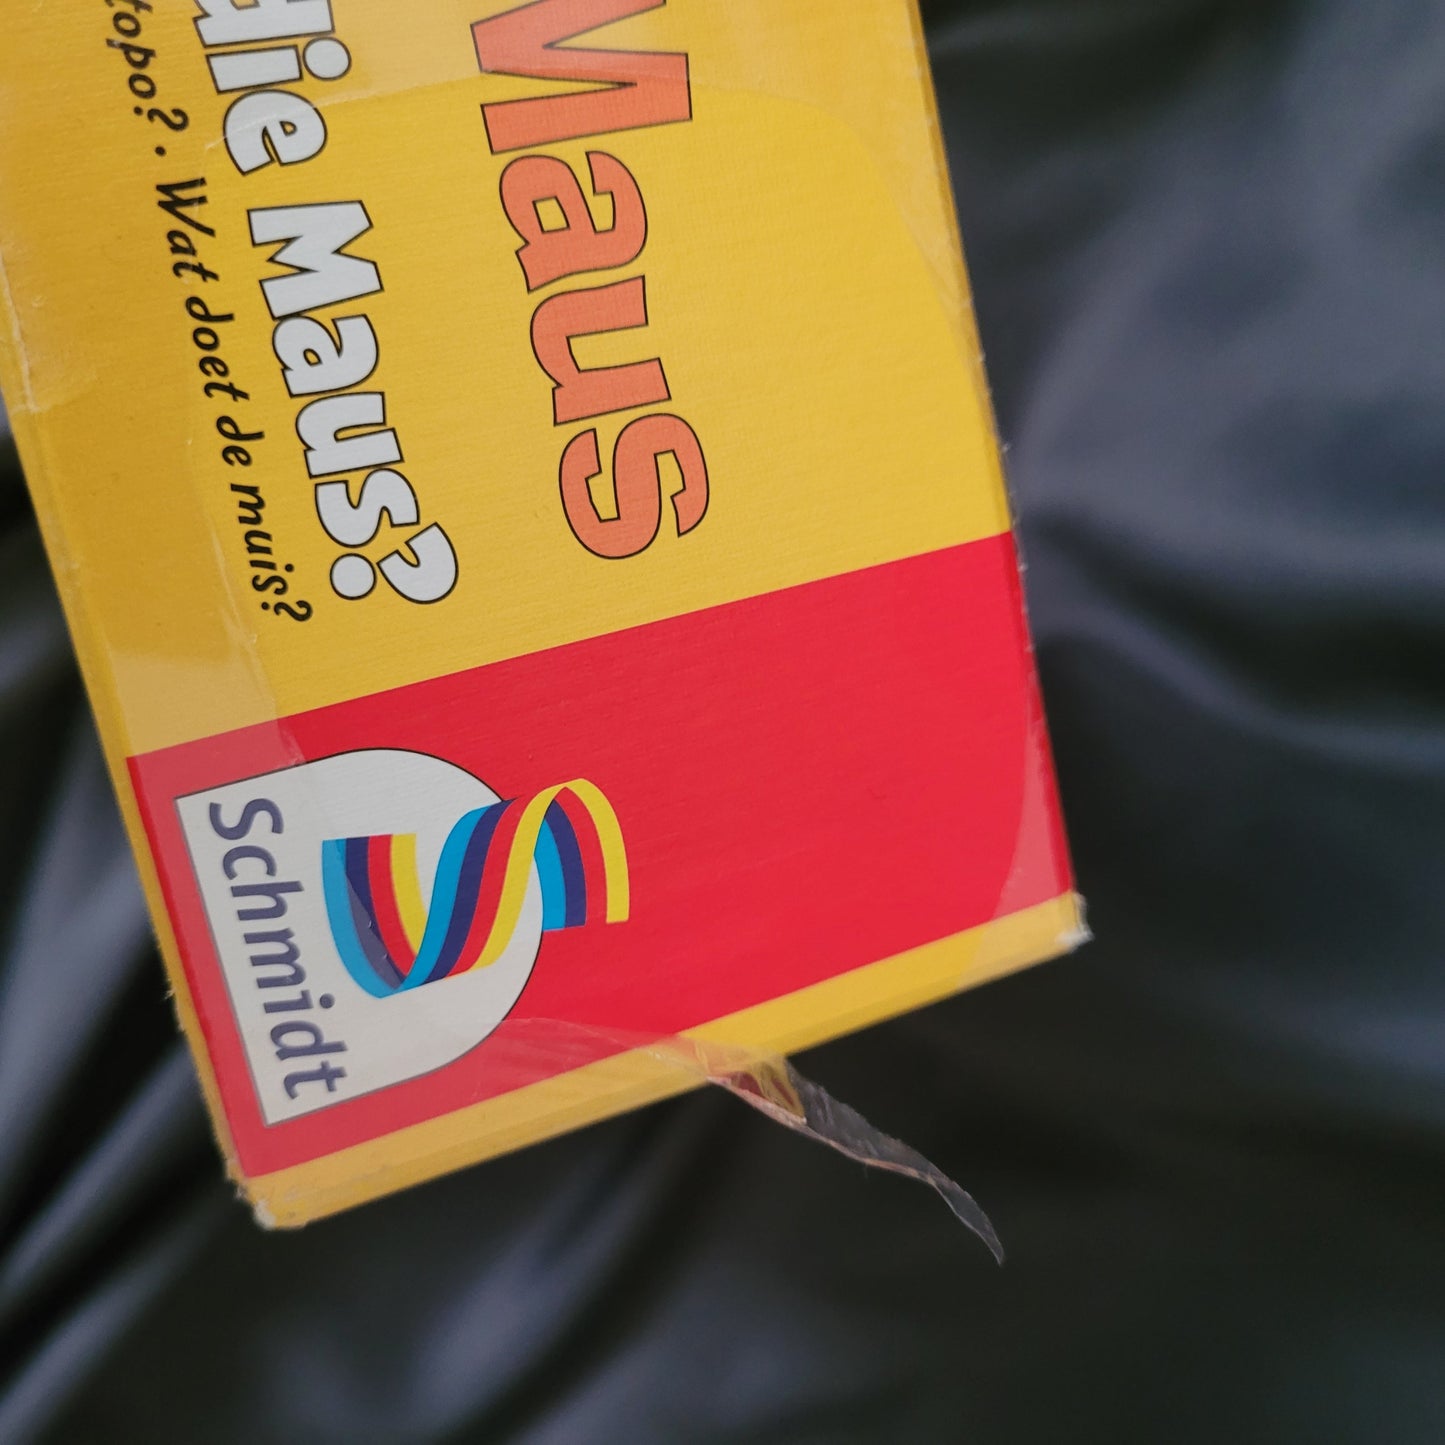 Maus
die Maus?
topo? . Wat doet de muis?
Schmidt